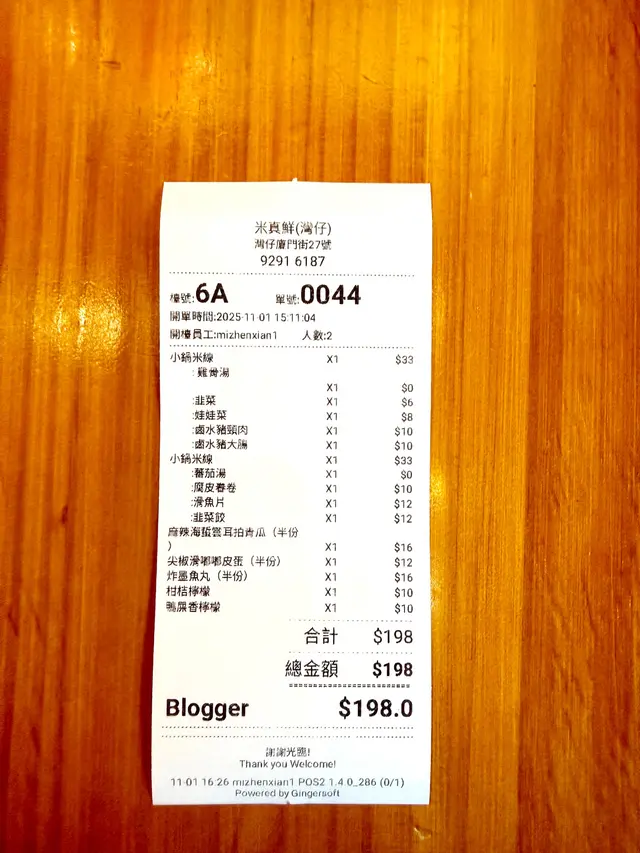 米真鮮(灣仔)
灣仔廈門街27號
9291 6187
檯號:6A 單號:0044
開單時間:2025-11-01 15:11:04
開檯員工:mizhenxian1 人數:2
小鍋米線 X1 $33
: 雞骨湯
X1 $0
:韭菜 X1 $6
:娃娃菜 X1 $8
:鹵水豬頸肉 X1 $10
:鹵水豬大腸 X1 $10
小鍋米線 X1 $33
:蕃茄湯 X1 $0
:腐皮卷 X1 $10
:滑魚片 X1 $12
:韭菜餃 X1 $12
麻辣海蜇雲耳拍青瓜（半份
） X1 $16
尖椒滑嘟嘟皮蛋（半份） X1 $12
炸墨魚丸（半份） X1 $16
柑桔檸檬 X1 $10
鴨屎香檸檬 X1 $10
合計 $198
總金額 $198
Blogger $198.0
謝謝光臨!
Thank you Welcome!
11-01 16:26 mizhenxian1 POS2 1.4.0_286 (0/1)
Powered by Gingersoft